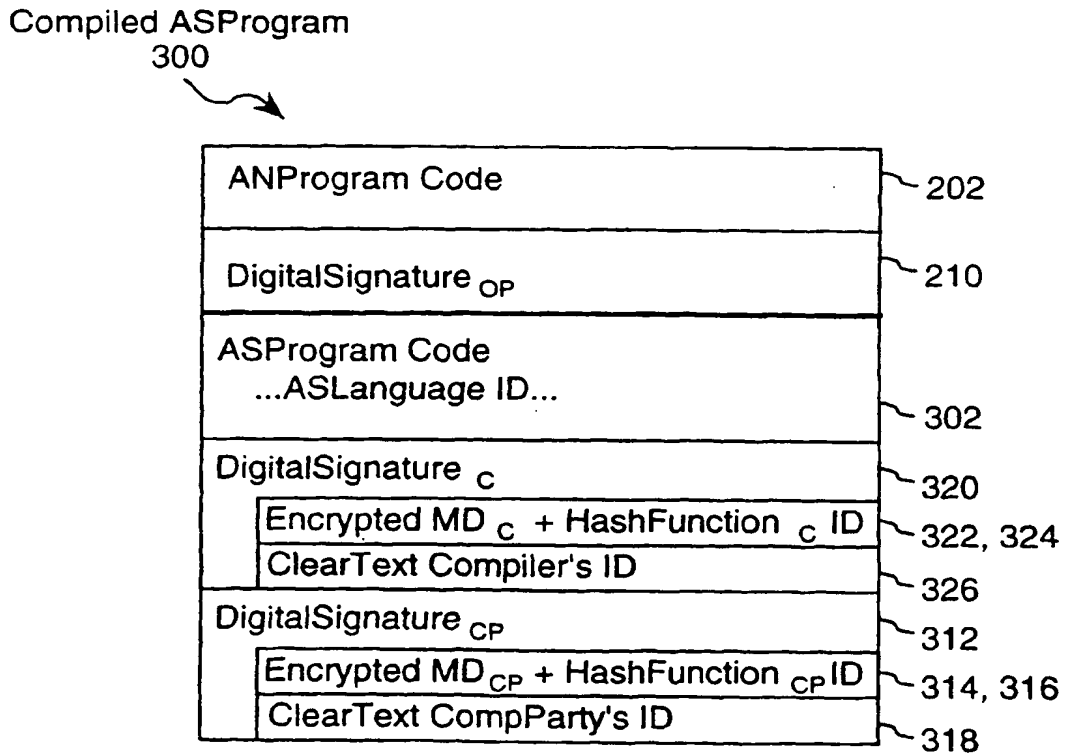 Compiled ASProgram
300
ANProgram Code
202
DigitalSignature OP
210
ASProgram Code
...ASLanguage ID...
302
DigitalSignature C
320
Encrypted MD C + HashFunction C ID
322, 324
ClearText Compiler's ID
326
DigitalSignature CP
312
Encrypted MD CP + HashFunction CP ID
314, 316
ClearText CompParty's ID
318